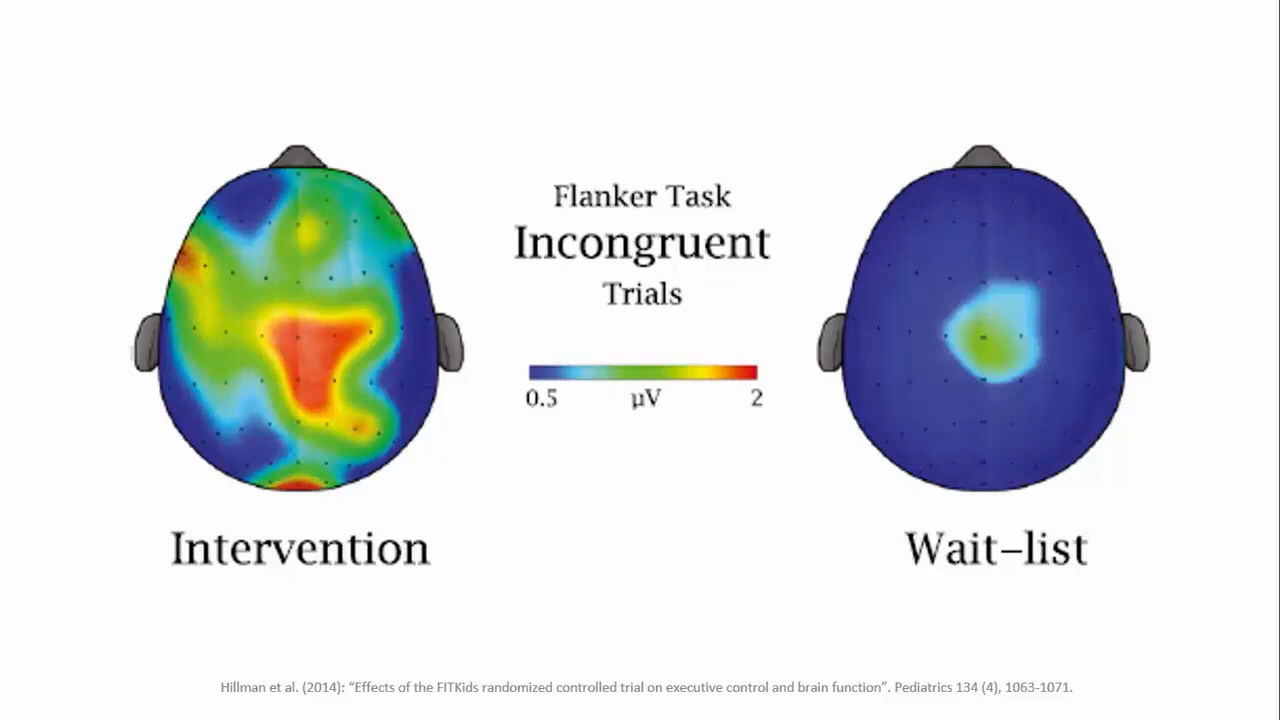 Flanker Task
Incongruent
Trials
0.5 µV 2
Intervention
Wait–list
Hillman et al. (2014): “Effects of the FITKids randomized controlled trial on executive control and brain function”. Pediatrics 134 (4), 1063-1071.